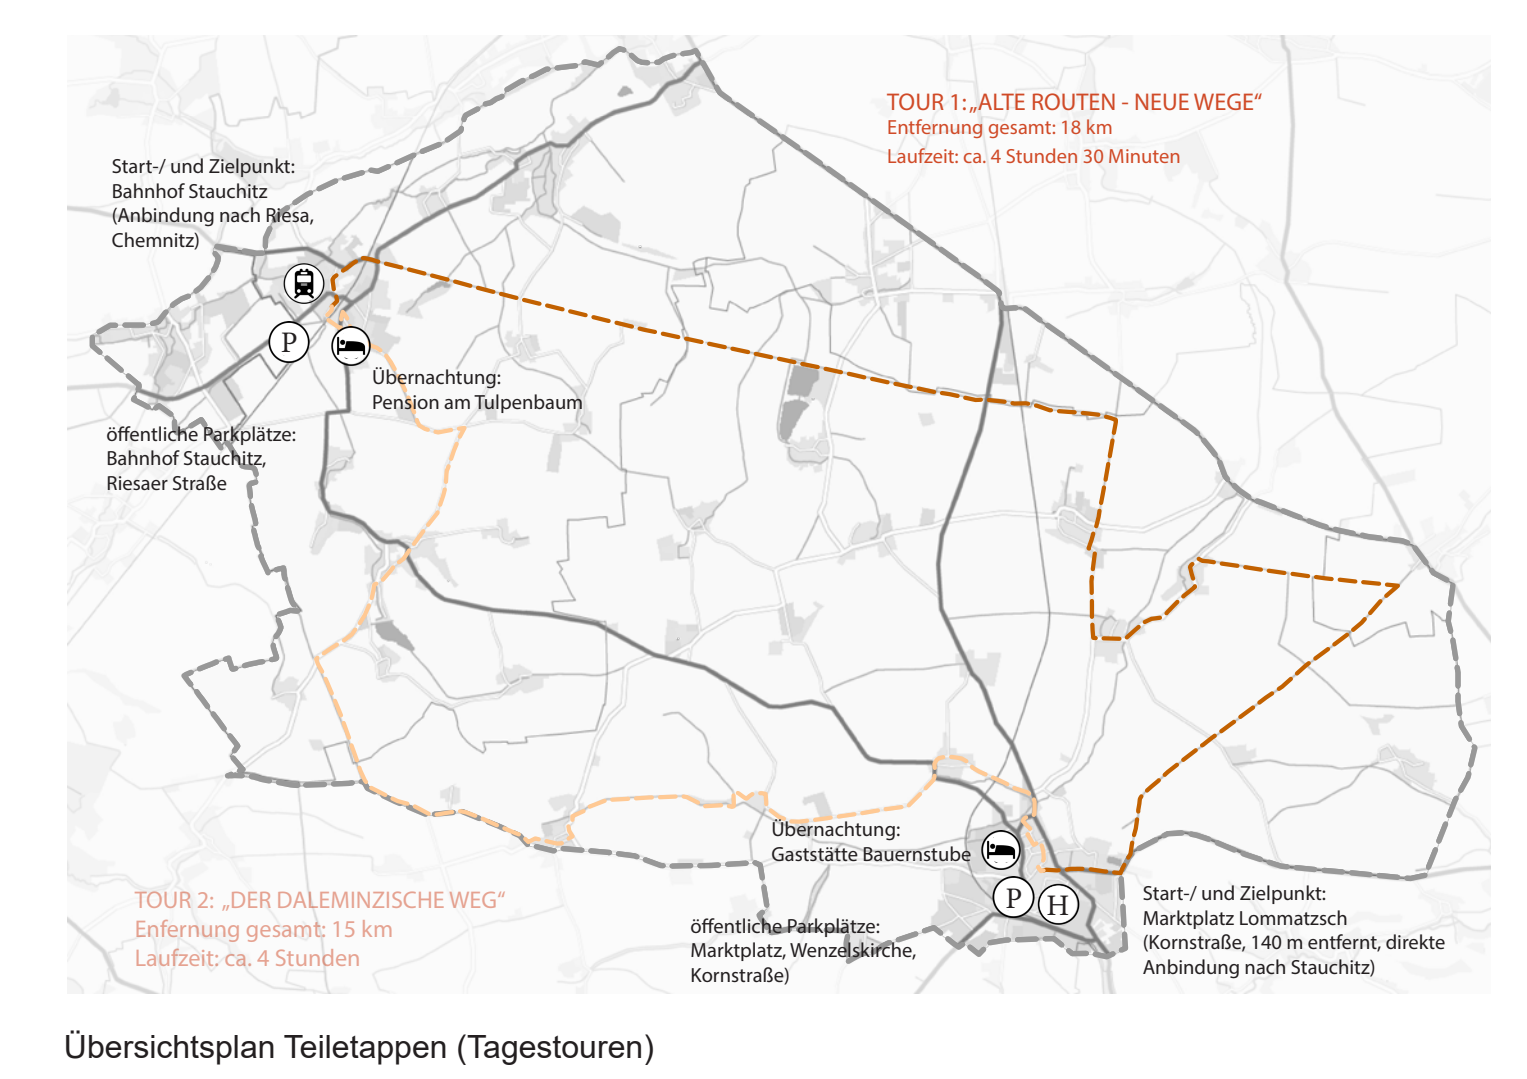 TOUR 1:„ALTE ROUTEN - NEUE WEGE“
Entfernung gesamt: 18 km
Laufzeit: ca. 4 Stunden 30 Minuten
Start-/ und Zielpunkt:
Bahnhof Stauchitz
(Anbindung nach Riesa,
Chemnitz)
P
Übernachtung:
Pension am Tulpenbaum
öffentliche Parkplätze:
Bahnhof Stauchitz,
Riesaer Straße
Übernachtung:
Gaststätte Bauernstube
P
H
TOUR 2: „DER DALEMINZISCHE WEG“
Enfernung gesamt: 15 km
Laufzeit: ca. 4 Stunden
öffentliche Parkplätze:
Marktplatz, Wenzelskirche,
Kornstraße)
Start-/ und Zielpunkt:
Marktplatz Lommatzsch
(Kornstraße, 140 m entfernt, direkte
Anbindung nach Stauchitz)
Übersichtsplan Teiletappen (Tagestouren)